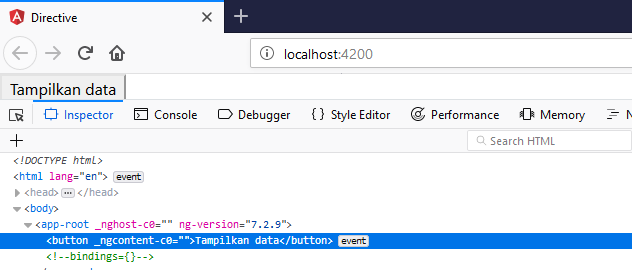 Directive
localhost:4200
Tampilkan data
Inspector Console Debugger Style Editor Performance Memory N
Search HTML
<!DOCTYPE html>
<html lang="en"> event
<head> </head>
<body>
<app-root _nghost-c0="" ng-version="7.2.9">
<button _ngcontent-c0="">Tampilkan data</button> event
<!--bindings={}-->